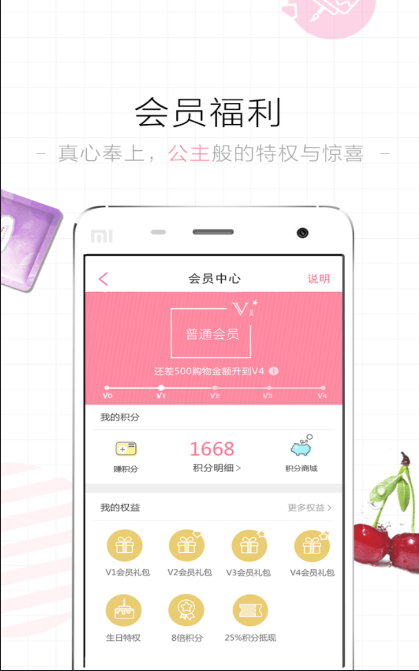 会员福利
真心奉上，公主般的特权与惊喜
MI
会员中心
说明
V1
普通会员
还差500购物金额升到V4
V0 V1 V2 V3 V4
我的积分
赚积分
1668
积分明细>
积分商城
我的权益
更多权益>
V1会员礼包 V2会员礼包 V3会员礼包 V4会员礼包
生日特权 8倍积分 25%积分抵现